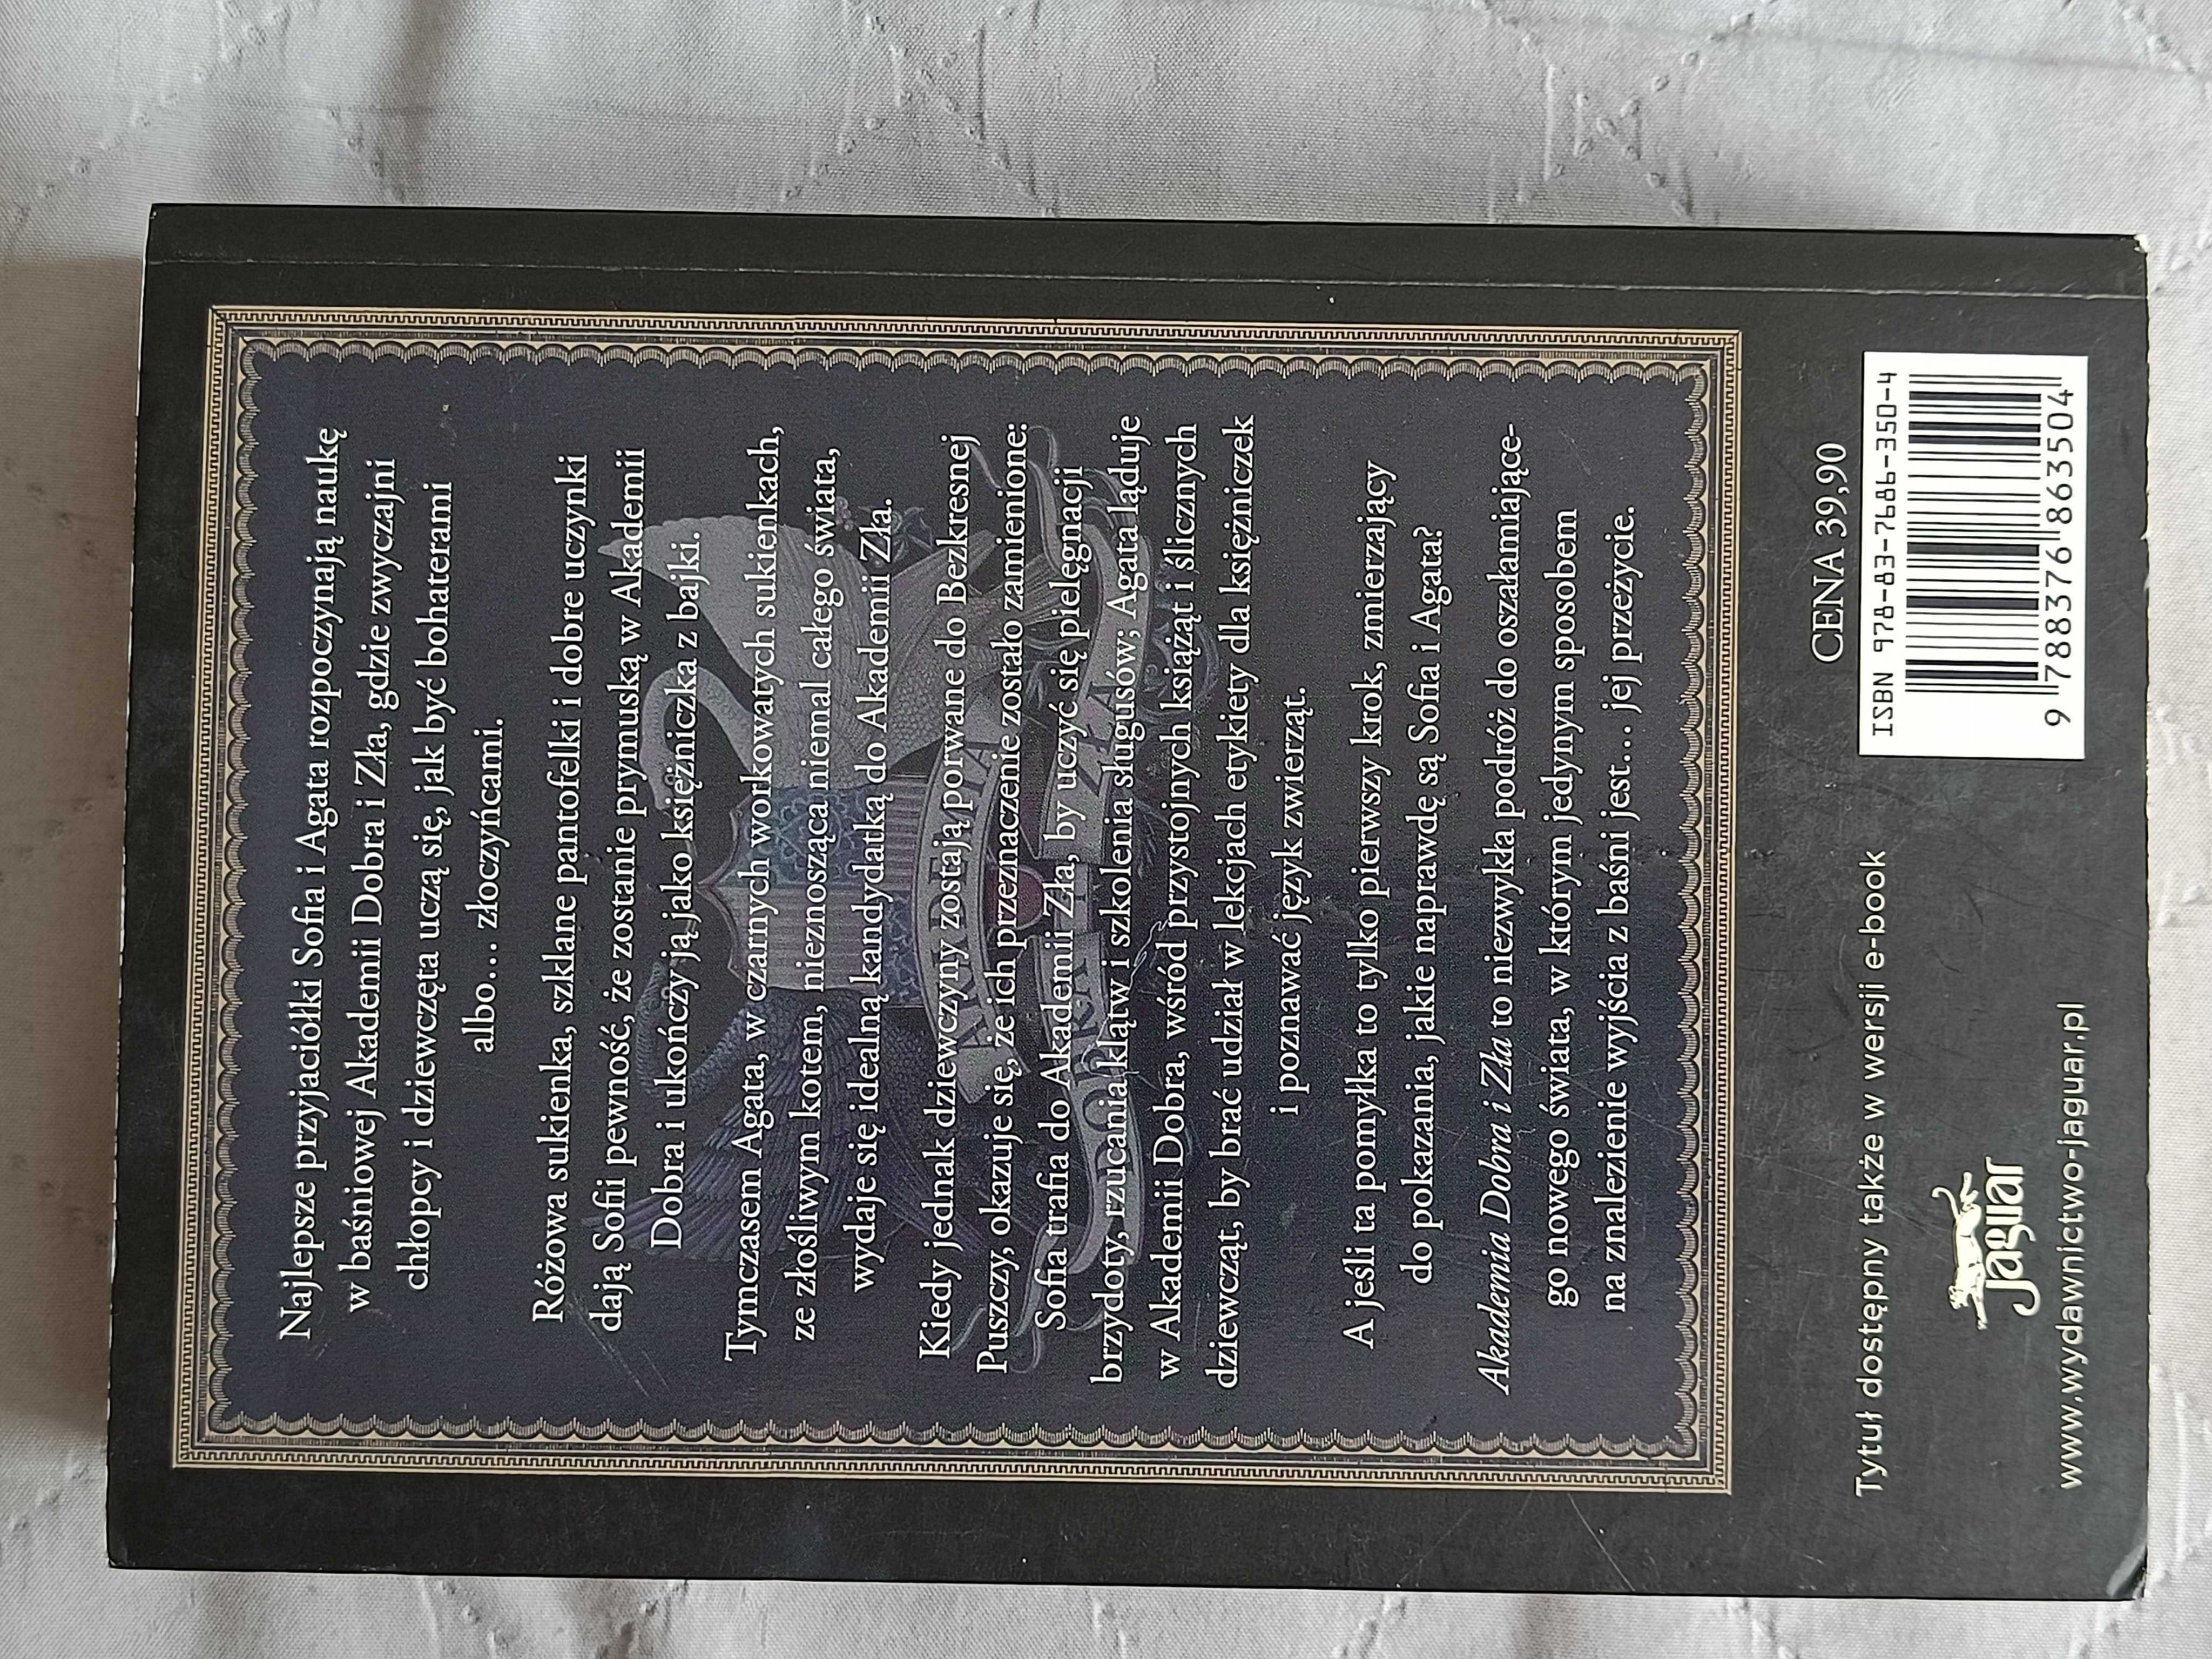 Najlepsze przyjaciółki Sofia i Agata rozpoczynają naukę
w baśniowej Akademii Dobra i Zła, gdzie zwyczajni
chłopcy i dziewczęta uczą się, jak być bohaterami
albo... złoczyńcami.
Różowa sukienka, szklane pantofelki i dobre uczynki
dają Sofii pewność, że zostanie prymuską w Akademii
Dobra i ukończy ją jako księżniczka z bajki.
Tymczasem Agata, w czarnych workowatych sukienkach,
ze złośliwym kotem, nieznosząca niemal całego świata,
wydaje się idealną kandydatką do Akademii Zła.
Kiedy jednak dziewczyny zostają porwane do Bezkresnej
Puszczy, okazuje się, że ich przeznaczenie zostało zamienione:
Sofia trafia do Akademii Zła, by uczyć się pielęgnacji
brzydoty, rzucania klątw i szkolenia sługusów; Agata ląduje
w Akademii Dobra, wśród przystojnych książąt i ślicznych
dziewcząt, by brać udział w lekcjach etykiety dla księżniczek
i poznawać język zwierząt.
A jeśli ta pomyłka to tylko pierwszy krok, zmierzający
do pokazania, jakie naprawdę są Sofia i Agata?
Akademia Dobra i Zła to niezwykła podróż do oszałamiające-
go nowego świata, w którym jedynym sposobem
na znalezienie wyjścia z baśni jest... jej przeżycie.
AKADEMIA
DOBRA I ZŁA
Tytuł dostępny także w wersji e-book
CENA 39,90
ISBN 978-83-7686-350-4
9 788376 863504
Jaguar
www.wydawnictwo-jaguar.pl